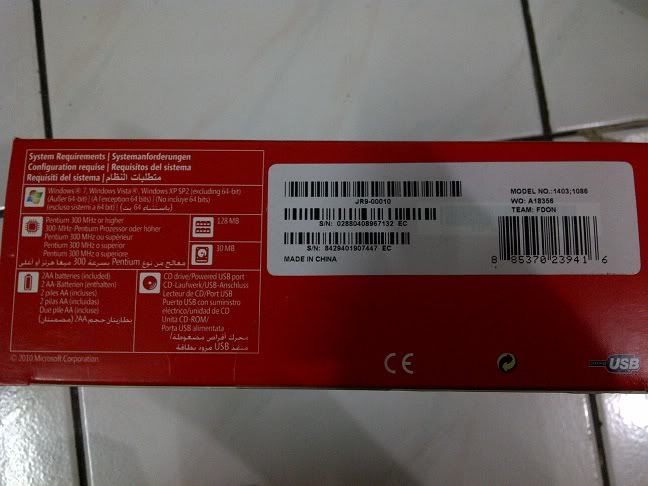 System Requirements | Systemanforderungen
Configuration requise | Requisitos del sistema
Requisiti del sistema | متطلبات النظام
Windows® 7, Windows Vista®, Windows XP SP2 (excluding 64-bit)
(Außer 64-bit) | (À l'exception 64 bits) | (No incluye 64 bits)
(escluso sistema a 64 bit) | (باستثناء 64 بت)
Pentium 300 MHz or higher
300-MHz-Pentium Prozessor oder höher
Pentium 300 MHz ou supérieur
Pentium 300 MHz o superior
Pentium 300 MHz o superiore
معالج من نوع Pentium بسرعة 300 ميغا هرتز أو أعلى
128 MB
30 MB
2AA batteries (included)
2 AA-Batterien (enthalten)
2 piles AA (incluses)
2 pilas AA (incluidas)
Due pile AA (incluse)
بطاريتان حجم 2AA (مضمنتان)
CD drive/Powered USB port
CD-Laufwerk/USB-Anschluss
Lecteur de CD/Port USB
Puerto USB con suministro
eléctrico/unidad de CD
Unità CD-ROM/
Porta USB alimentata
محرك أقراص مضغوطة/
منفذ USB مزود بطاقة
© 2010 Microsoft Corporation
JR9-00010
S/N: 02880408967132 EC
S/N: 8429401907447 EC
MADE IN CHINA
MODEL NO.:1403;1086
WO: A18356
TEAM: FDON
8 85370 23941 6
CE
USB